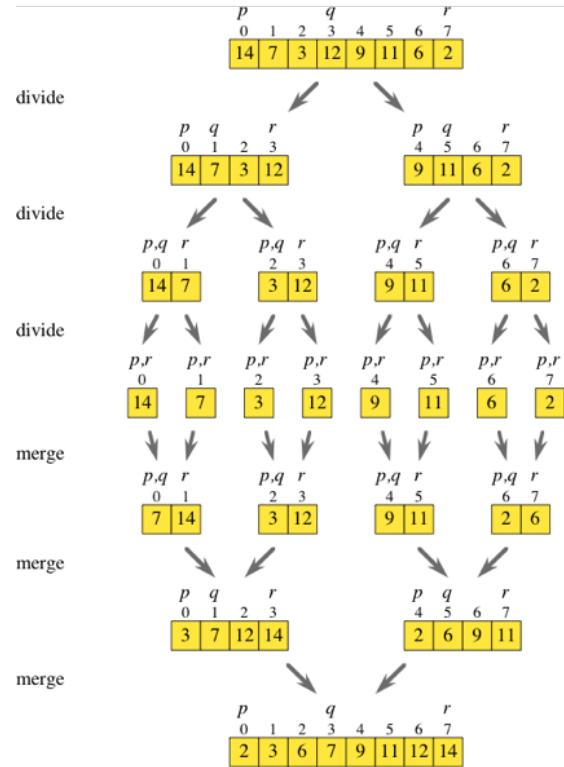 p q r
0 1 2 3 4 5 6 7
14 7 3 12 9 11 6 2
divide
p q r p q r
0 1 2 3 4 5 6 7
14 7 3 12 9 11 6 2
divide
p,q r p,q r p,q r p,q r
0 1 2 3 4 5 6 7
14 7 3 12 9 11 6 2
divide
p,r p,r p,r p,r p,r p,r p,r p,r
0 1 2 3 4 5 6 7
14 7 3 12 9 11 6 2
merge
p,q r p,q r p,q r p,q r
0 1 2 3 4 5 6 7
7 14 3 12 9 11 2 6
merge
p q r p q r
0 1 2 3 4 5 6 7
3 7 12 14 2 6 9 11
merge
p q r
0 1 2 3 4 5 6 7
2 3 6 7 9 11 12 14